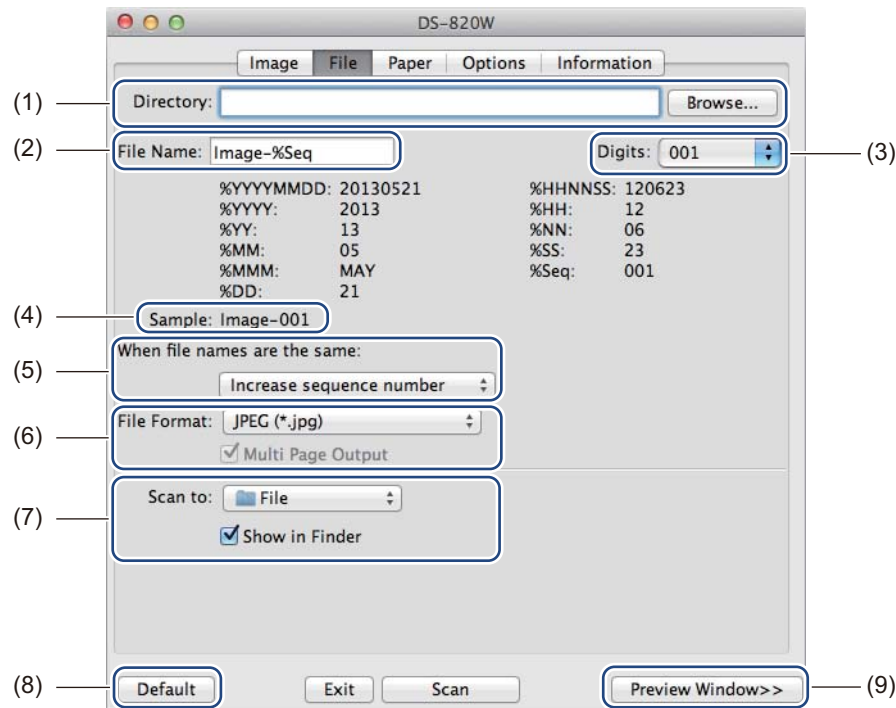 DS-820W
Image File Paper Options Information
(1) Directory: Browse...
(2) File Name: Image-%Seq Digits: 001 (3)
%YYYYMMDD: 20130521 %HHNNSS: 120623
%YYYY: 2013 %HH: 12
%YY: 13 %NN: 06
%MM: 05 %SS: 23
%MMM: MAY %Seq: 001
%DD: 21
(4) Sample: Image-001
When file names are the same:
(5) Increase sequence number
File Format: JPEG (*.jpg)
(6) Multi Page Output
Scan to: File
(7) Show in Finder
(8) Default Exit Scan Preview Window>> (9)